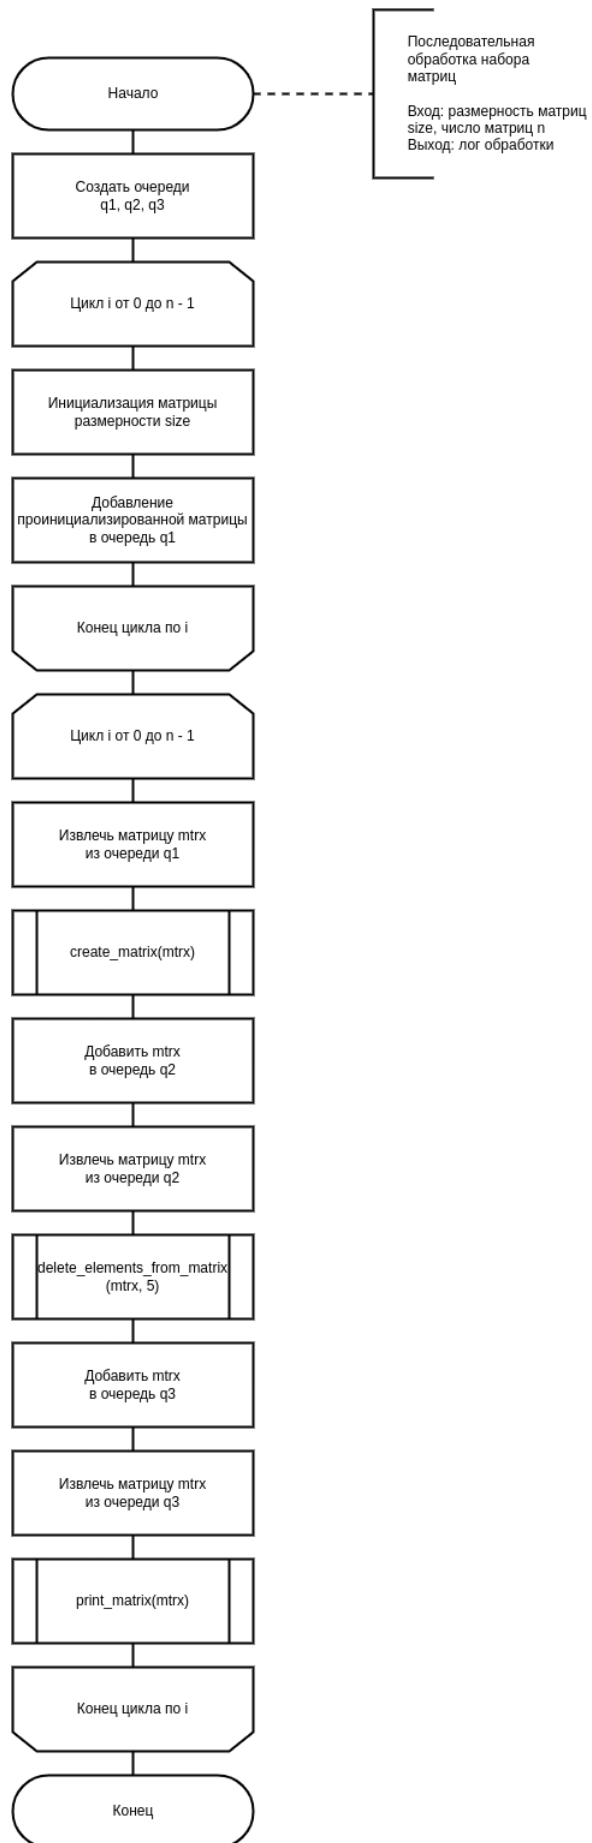 Начало
Последовательная
обработка набора
матриц
Вход: размерность матриц
size, число матриц n
Выход: лог обработки
Создать очереди
q1, q2, q3
Цикл i от 0 до n - 1
Инициализация матрицы
размерности size
Добавление
проинициализированной матрицы
в очередь q1
Конец цикла по i
Цикл i от 0 до n - 1
Извлечь матрицу mtrx
из очереди q1
create_matrix(mtrx)
Добавить mtrx
в очередь q2
Извлечь матрицу mtrx
из очереди q2
delete_elements_from_matrix
(mtrx, 5)
Добавить mtrx
в очередь q3
Извлечь матрицу mtrx
из очереди q3
print_matrix(mtrx)
Конец цикла по i
Конец